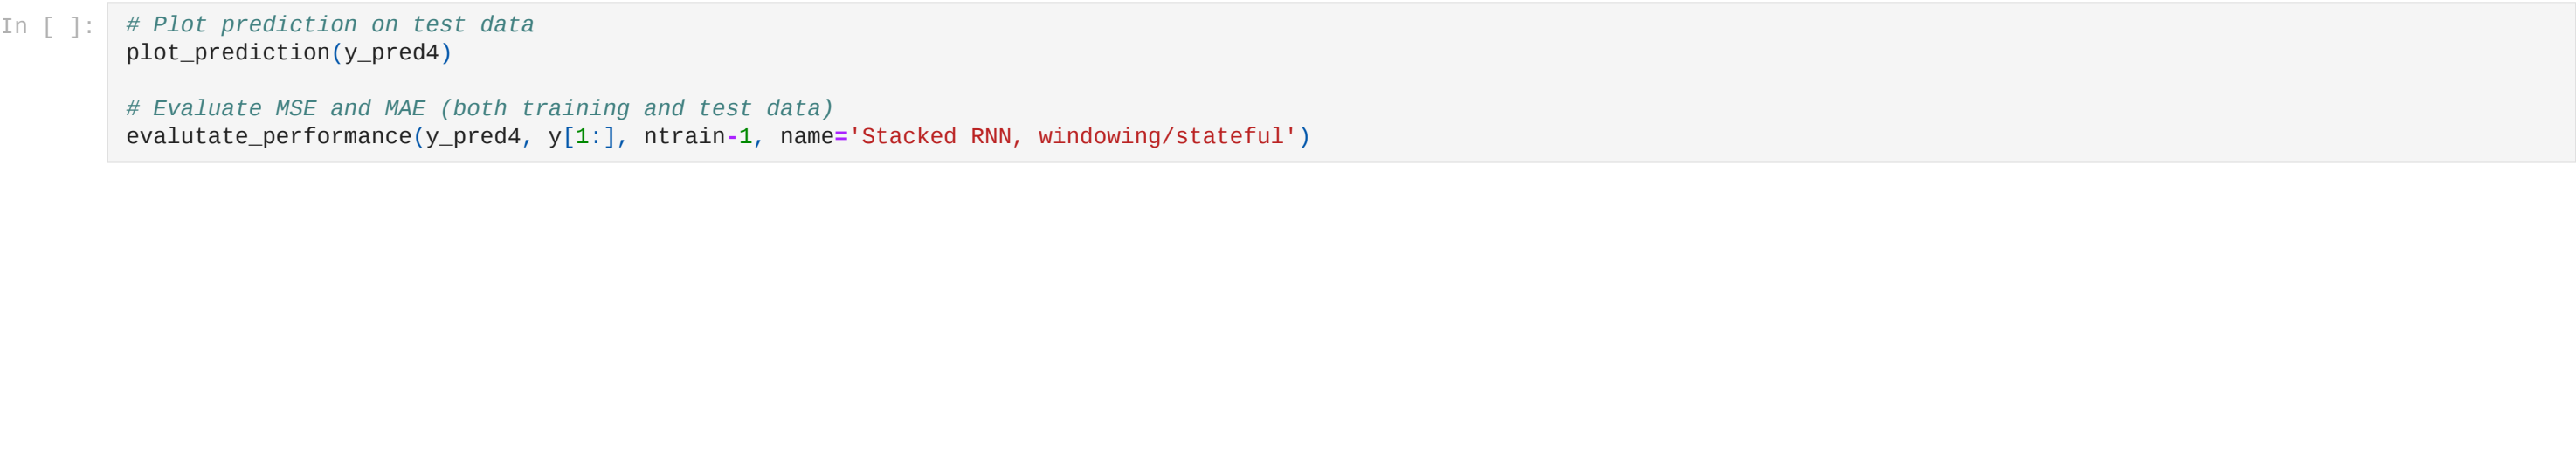 In [ ]:
# Plot prediction on test data
plot_prediction(y_pred4)
# Evaluate MSE and MAE (both training and test data)
evalutate_performance(y_pred4, y[1:], ntrain-1, name='Stacked RNN, windowing/stateful')